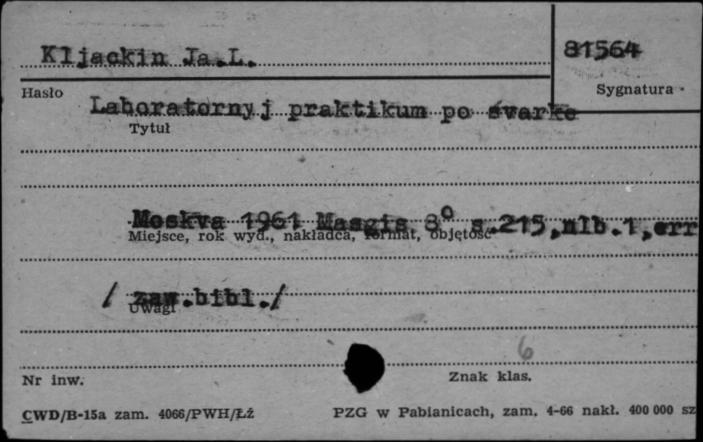 Kljackin Ja.L.
81564
Hasło
Sygnatura
Laboratornyj praktikum po svarke
Tytuł
Moskva 1961 Masgis 8° s.215,nlb.1,err
Miejsce, rok wyd., nakładca, format, objętość
/ zaw.bibl./
Uwagi
6
Nr inw.
Znak klas.
CWD/B-15a zam. 4066/PWH/Łż
PZG w Pabianicach, zam. 4-66 nakł. 400 000 sz